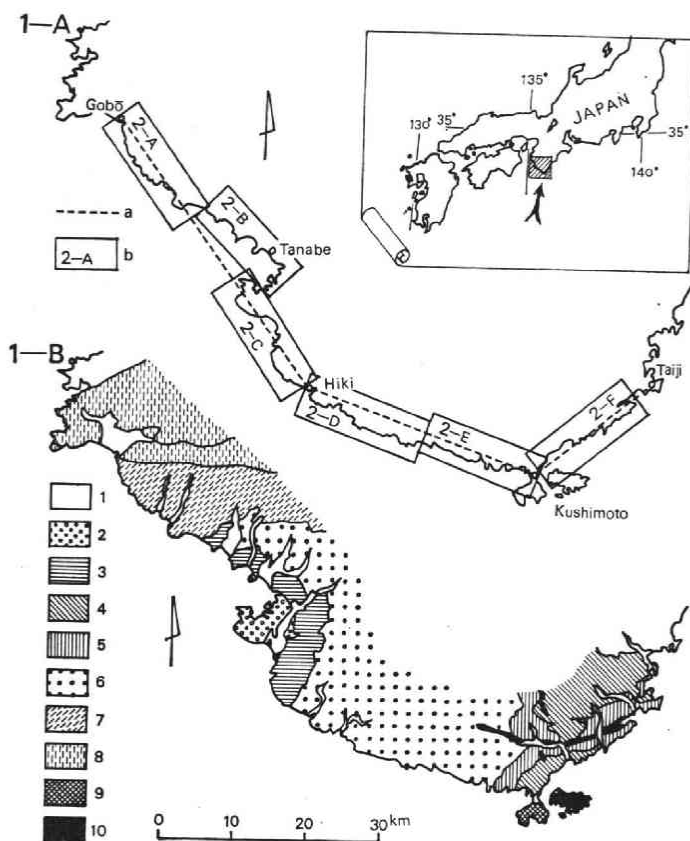 1—A
Gobō
2—A
2—B
Tanabe
a
2—A b
2—C
Hiki
2—D
2—E
2—F
Taiji
Kushimoto
135°
130° 35°
JAPAN
35°
140°
1—B
1
2
3
4
5
6
7
8
9
10
0 10 20 30 km